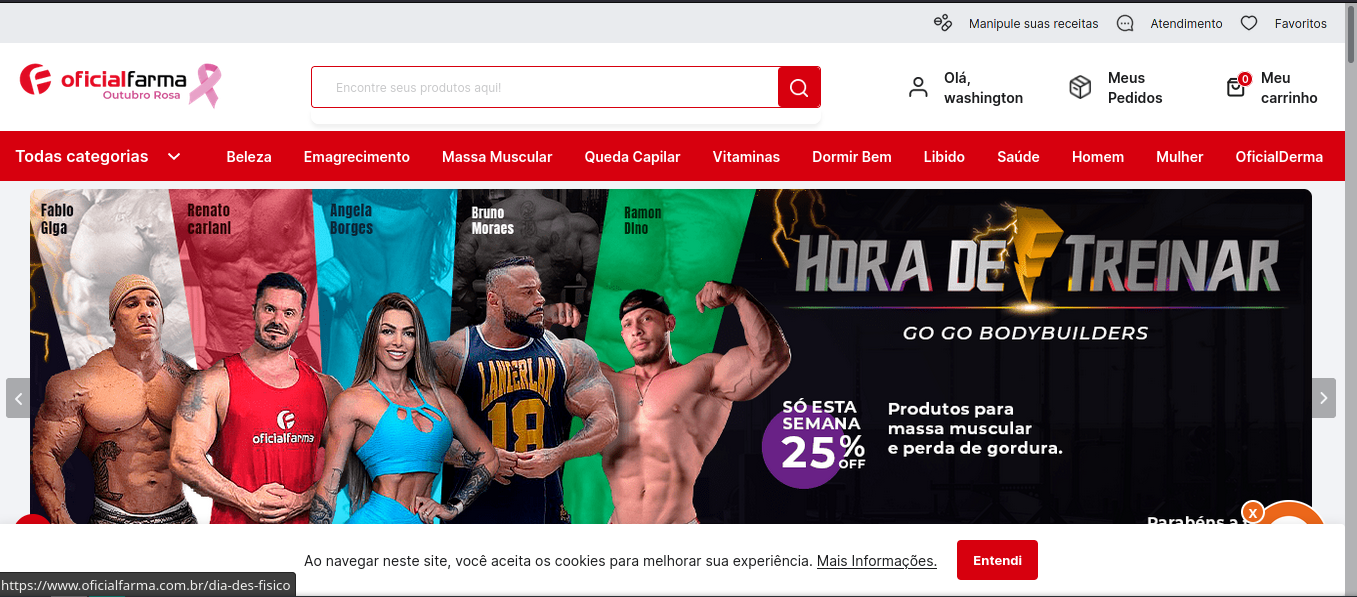 Manipule suas receitas
Atendimento
Favoritos
oficialfarma
Outubro Rosa
Encontre seus produtos aqui!
Olá,
washington
Meus
Pedidos
0
Meu
carrinho
Todas categorias
Beleza
Emagrecimento
Massa Muscular
Queda Capilar
Vitaminas
Dormir Bem
Libido
Saúde
Homem
Mulher
OficialDerma
Fabio
Giga
Renato
cariani
Angela
Borges
Bruno
Moraes
Ramon
Dino
HORA DE TREINAR
GO GO BODYBUILDERS
oficialfarma
LANDERLAN
18
SÓ ESTA
SEMANA
25%
OFF
Produtos para
massa muscular
e perda de gordura.
Parabéns a
X
Ao navegar neste site, você aceita os cookies para melhorar sua experiência. Mais Informações.
Entendi
https://www.oficialfarma.com.br/dia-des-fisico